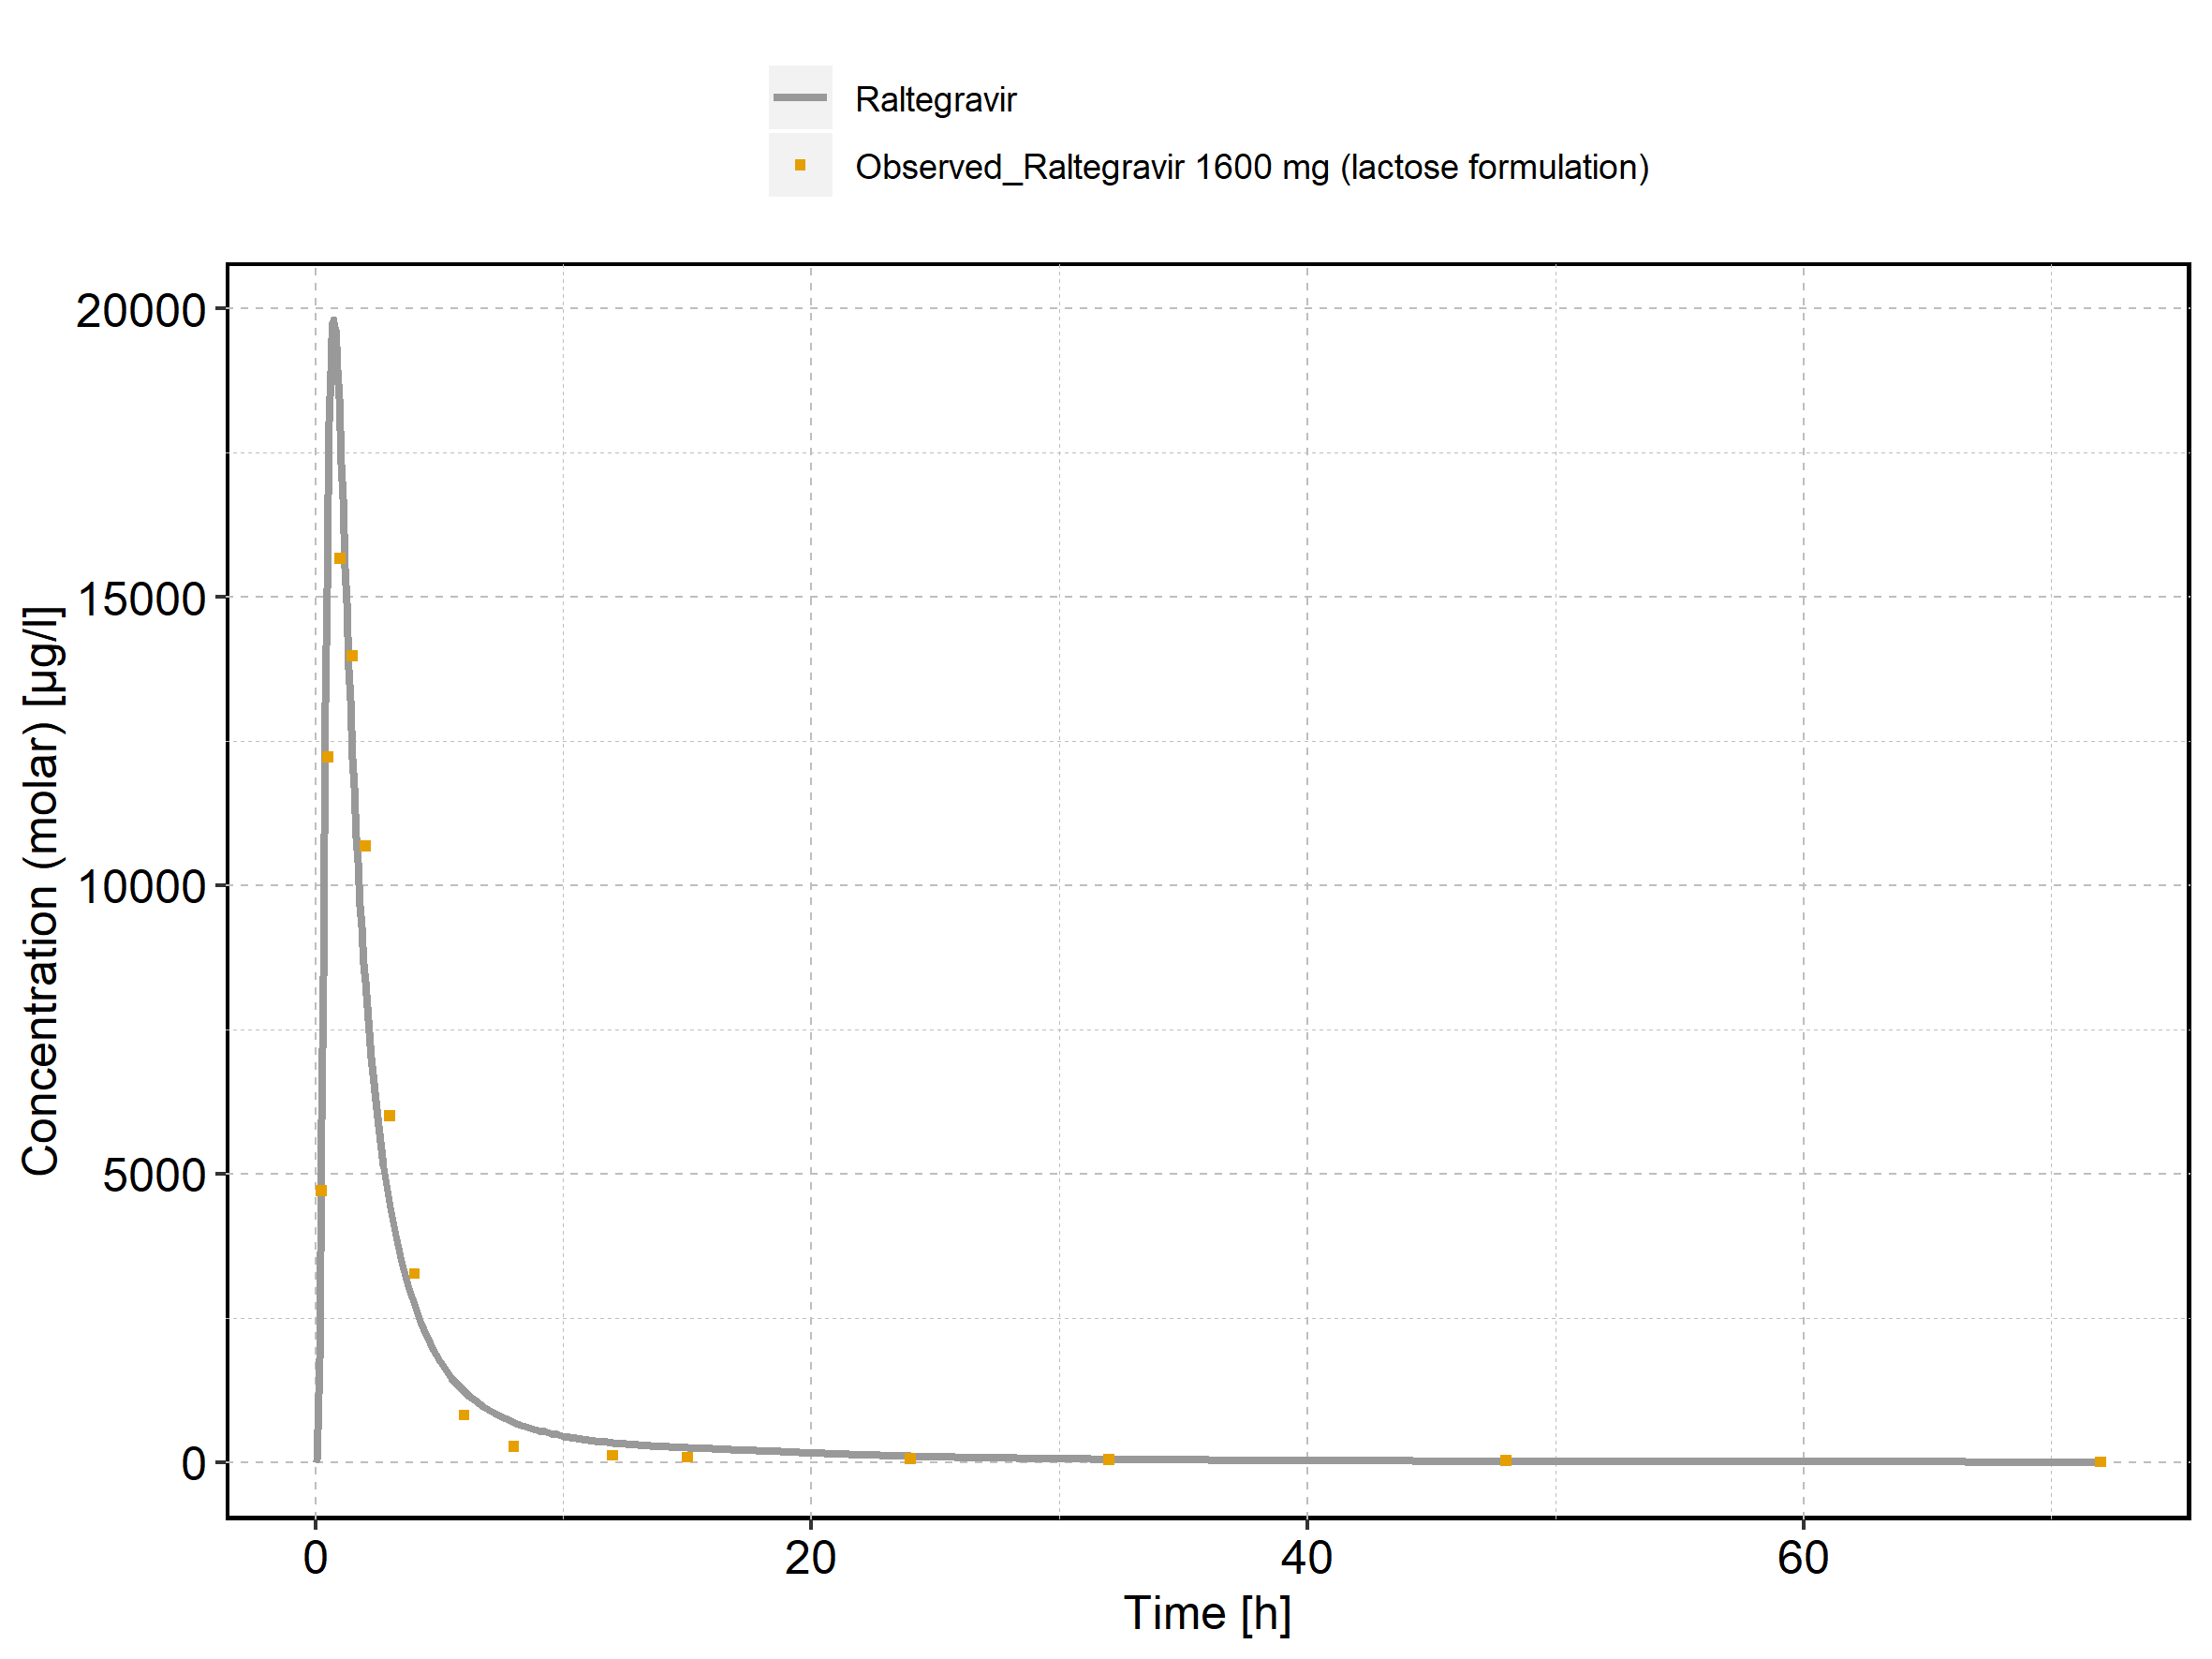 Raltegravir
Observed_Raltegravir 1600 mg (lactose formulation)
Concentration (molar) [µg/l]
20000
15000
10000
5000
0
0 20 40 60
Time [h]